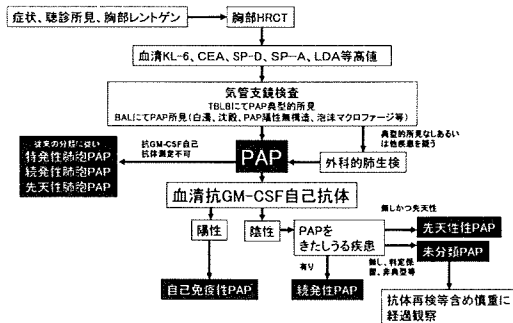 症状、聴診所見、胸部レントゲン
胸部HRCT
血清KL-6、CEA、SP-D、SP-A、LDA等高値
気管支鏡検査
TBLBにてPAP典型的所見
BALにてPAP所見(白濁、沈殿、PAP陽性無構造、泡沫マクロファージ等)
典型的所見なしあるい
は他疾患を疑う
外科的肺生検
抗GM-CSF自己
抗体測定不可
PAP
従来の分類に従い
特発性肺胞PAP
続発性肺胞PAP
先天性肺胞PAP
血清抗GM-CSF自己抗体
陽性
陰性
PAPを
きたしうる疾患
無しかつ先天性
先天性性PAP
未分類PAP
有り
無し、判定保
留、非典型等
自己免疫性PAP
続発性PAP
抗体再検等含め慎重に
経過観察